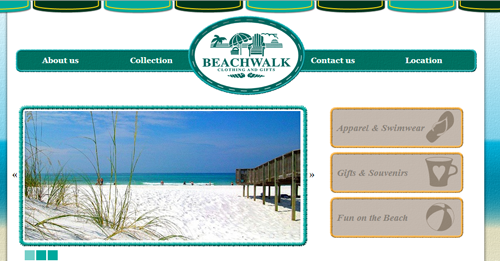 About us
Collection
BEACHWALK
CLOTHING AND GIFTS
Contact us
Location
«
»
Apparel & Swimwear
Gifts & Souvenirs
Fun on the Beach